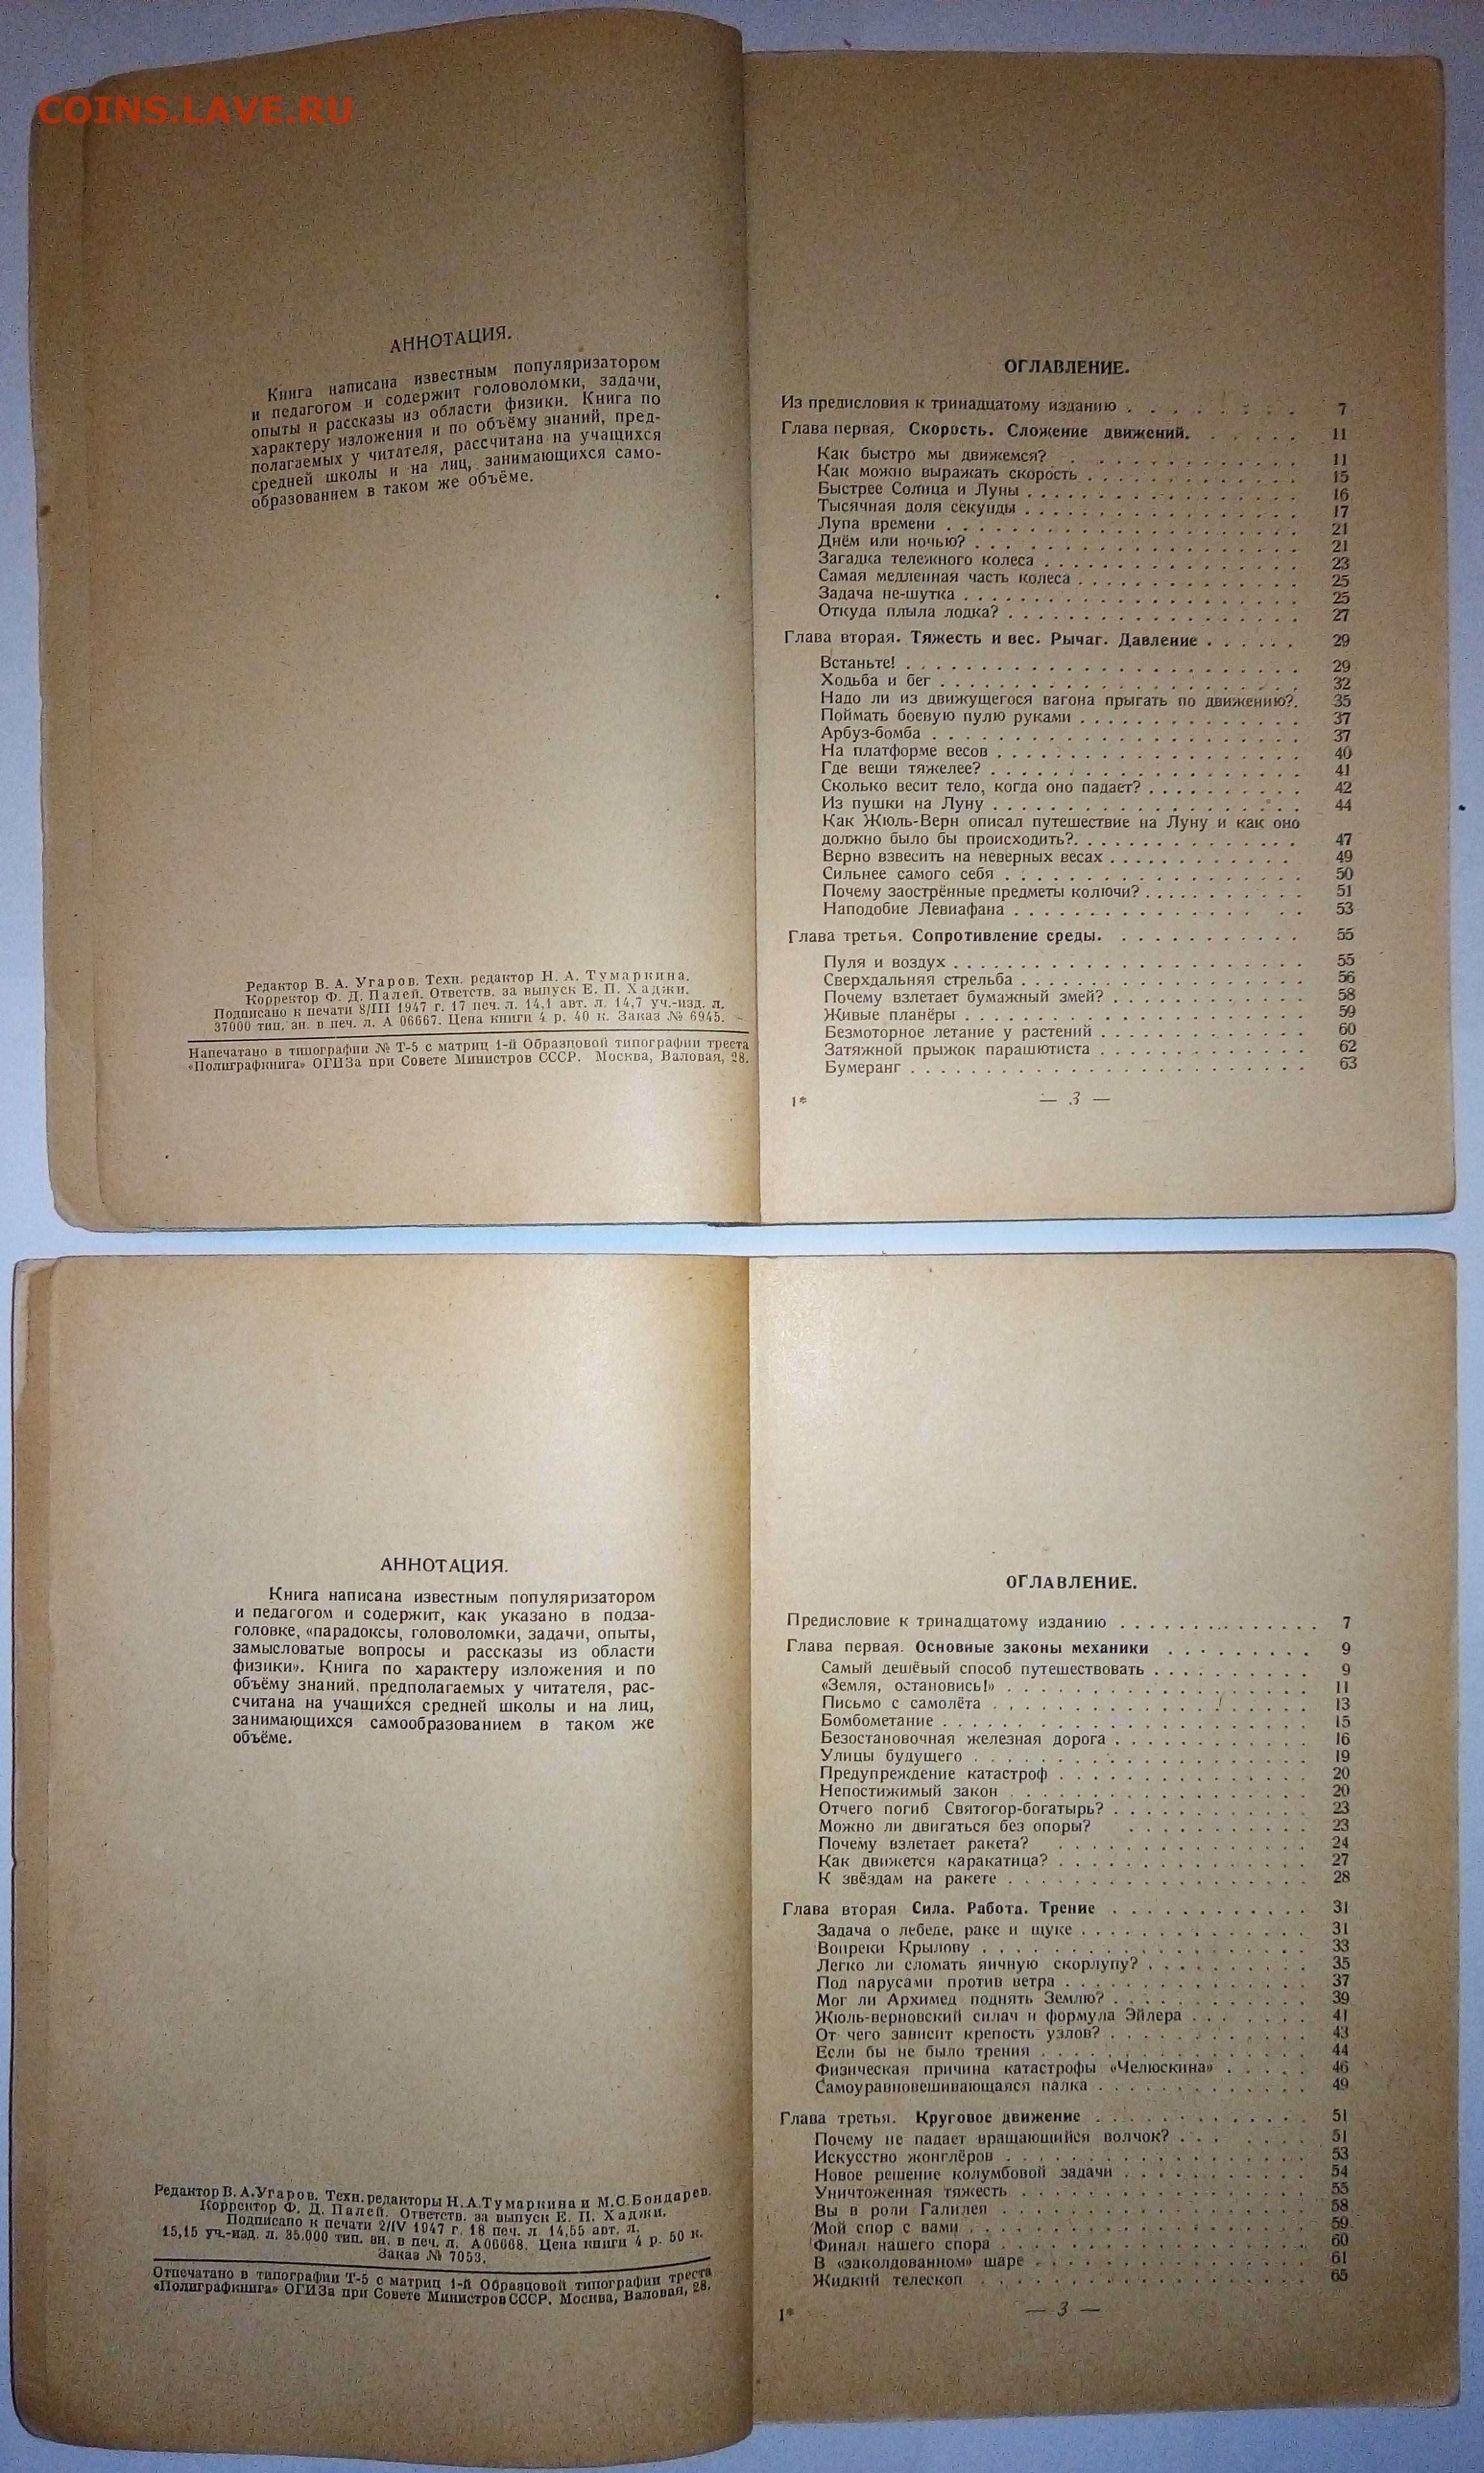 COINS.LAVE.RU
АННОТАЦИЯ.
Книга написана известным популяризатором
и педагогом и содержит головоломки, задачи,
опыты и рассказы из области физики. Книга по
характеру изложения и по объёму знаний, пред-
полагаемых у читателя, рассчитана на учащихся
средней школы и на лиц, занимающихся само-
образованием в таком же объёме.
Редактор В. А. Угаров. Техн. редактор Н. А. Тумаркина.
Корректор Ф. Д. Палей. Ответств. за выпуск Е. П. Хаджи.
Подписано к печати 8/III 1947 г. 17 печ. л. 14,1 авт. л. 14,7 уч.-изд. л.
37000 тип. зн. в печ. л. А 06667. Цена книги 4 р. 40 к. Заказ № 6945.
Напечатано в типографии № Т-5 с матриц 1-й Образцовой типографии треста
«Полиграфкнига» ОГИЗа при Совете Министров СССР. Москва, Валовая, 28.
ОГЛАВЛЕНИЕ.
Из предисловия к тринадцатому изданию . . . . . . . . 7
Глава первая. Скорость. Сложение движений. . . . . . 11
Как быстро мы движемся? . . . . . . . . . . . . 11
Как можно выражать скорость . . . . . . . . . . . . 15
Быстрее Солнца и Луны . . . . . . . . . . . . . . . 16
Тысячная доля секунды . . . . . . . . . . . . . . . 17
Лупа времени . . . . . . . . . . . . . . . . . . . 21
Днём или ночью? . . . . . . . . . . . . . . . . . . 21
Загадка тележного колеса . . . . . . . . . . . . . . 23
Самая медленная часть колеса . . . . . . . . . . . . 25
Задача не-шутка . . . . . . . . . . . . . . . . . . 25
Откуда плыла лодка? . . . . . . . . . . . . . . . . 27
Глава вторая. Тяжесть и вес. Рычаг. Давление . . . . . . 29
Встаньте! . . . . . . . . . . . . . . . . . . . . . 29
Ходьба и бег . . . . . . . . . . . . . . . . . . . 32
Надо ли из движущегося вагона прыгать по движению?. 35
Поймать боевую пулю руками . . . . . . . . . . . . 37
Арбуз-бомба . . . . . . . . . . . . . . . . . . . 37
На платформе весов . . . . . . . . . . . . . . . . 40
Где вещи тяжелее? . . . . . . . . . . . . . . . . . 41
Сколько весит тело, когда оно падает? . . . . . . . . . 42
Из пушки на Луну . . . . . . . . . . . . . . . . . 44
Как Жюль-Верн описал путешествие на Луну и как оно
должно было бы происходить?. . . . . . . . . . . . 47
Верно взвесить на неверных весах . . . . . . . . . . . 49
Сильнее самого себя . . . . . . . . . . . . . . . . 50
Почему заострённые предметы колючи? . . . . . . . . . 51
Наподобие Левиафана . . . . . . . . . . . . . . . . 53
Глава третья. Сопротивление среды. . . . . . . . . . . 55
Пуля и воздух . . . . . . . . . . . . . . . . . . . 55
Сверхдальняя стрельба . . . . . . . . . . . . . . . 56
Почему взлетает бумажный змей? . . . . . . . . . . . 58
Живые планёры . . . . . . . . . . . . . . . . . . 59
Безмоторное летание у растений . . . . . . . . . . . 60
Затяжной прыжок парашютиста . . . . . . . . . . . 62
Бумеранг . . . . . . . . . . . . . . . . . . . . . 63
1*
— 3 —
АННОТАЦИЯ.
Книга написана известным популяризатором
и педагогом и содержит, как указано в подза-
головке, «парадоксы, головоломки, задачи, опыты,
замысловатые вопросы и рассказы из области
физики». Книга по характеру изложения и по
объёму знаний, предполагаемых у читателя, рас-
считана на учащихся средней школы и на лиц,
занимающихся самообразованием в таком же
объёме.
Редактор В. А. Угаров. Техн. редакторы Н. А. Тумаркина и М. С. Бондарев.
Корректор Ф. Д. Палей. Ответств. за выпуск Е. П. Хаджи.
Подписано к печати 2/IV 1947 г. 18 печ. л. 14,55 авт. л.
15,15 уч.-изд. л. 35.000 тип. зн. в печ. л. А06668. Цена книги 4 р. 50 к.
Заказ № 7053.
Отпечатано в типографии Т-5 с матриц 1-й Образцовой типографии треста
«Полиграфкнига» ОГИЗа при Совете Министров СССР. Москва, Валовая, 28.
ОГЛАВЛЕНИЕ.
Предисловие к тринадцатому изданию . . . . . . . . . . 7
Глава первая. Основные законы механики . . . . . . . . 9
Самый дешёвый способ путешествовать . . . . . . . . . 9
«Земля, остановись!» . . . . . . . . . . . . . . . . 11
Письмо с самолёта . . . . . . . . . . . . . . . . . 13
Бомбометание . . . . . . . . . . . . . . . . . . . 15
Безостановочная железная дорога . . . . . . . . . . . 16
Улицы будущего . . . . . . . . . . . . . . . . . . 19
Предупреждение катастроф . . . . . . . . . . . . . 20
Непостижимый закон . . . . . . . . . . . . . . . . 20
Отчего погиб Святогор-богатырь? . . . . . . . . . . . 23
Можно ли двигаться без опоры? . . . . . . . . . . 23
Почему взлетает ракета? . . . . . . . . . . . . . . 24
Как движется каракатица? . . . . . . . . . . . . . . 27
К звёздам на ракете . . . . . . . . . . . . . . . . 28
Глава вторая Сила. Работа. Трение . . . . . . . . . . . 31
Задача о лебеде, раке и щуке . . . . . . . . . . . . . 31
Вопреки Крылову . . . . . . . . . . . . . . . . . 33
Легко ли сломать яичную скорлупу? . . . . . . . . . . 35
Под парусами против ветра . . . . . . . . . . . . . 37
Мог ли Архимед поднять Землю? . . . . . . . . . . . 39
Жюль-верновский силач и формула Эйлера . . . . . . . 41
От чего зависит крепость узлов? . . . . . . . . . . . 43
Если бы не было трения . . . . . . . . . . . . . . 44
Физическая причина катастрофы «Челюскина» . . . . . 46
Самоуравновешивающаяся палка . . . . . . . . . . . 49
Глава третья. Круговое движение . . . . . . . . . . . . 51
Почему не падает вращающийся волчок? . . . . . . . 51
Искусство жонглёров . . . . . . . . . . . . . . . . 53
Новое решение колумбовой задачи . . . . . . . . . . 54
Уничтоженная тяжесть . . . . . . . . . . . . . . . 55
Вы в роли Галилея . . . . . . . . . . . . . . . . 58
Мой спор с вами . . . . . . . . . . . . . . . . . . 59
Финал нашего спора . . . . . . . . . . . . . . . . 60
В «заколдованном» шаре . . . . . . . . . . . . . . 61
Жидкий телескоп . . . . . . . . . . . . . . . . . 65
1*
— 3 —